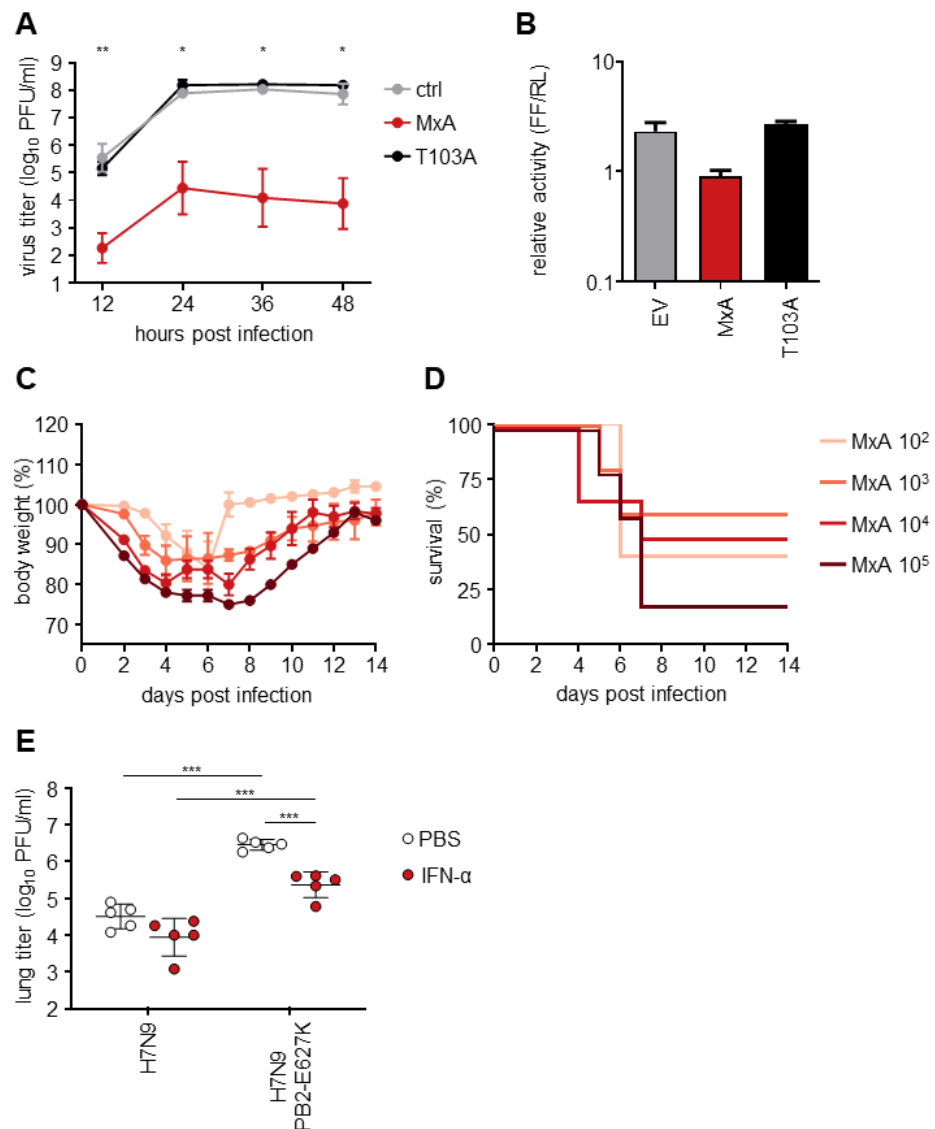 A
** * * *
virus titer (log10 PFU/ml)
9
8
7
6
5
4
3
2
1
12 24 36 48
hours post infection
ctrl
MxA
T103A
B
relative activity (FF/RL)
10
1
0.1
EV
MxA
T103A
C
body weight (%)
120
110
100
90
80
70
0 2 4 6 8 10 12 14
days post infection
D
survival (%)
100
75
50
25
0
0 2 4 6 8 10 12 14
days post infection
MxA 10²
MxA 10³
MxA 10⁴
MxA 10⁵
E
lung titer (log10 PFU/ml)
8
7
6
5
4
3
2
***
***
***
H7N9
H7N9
PB2-E627K
PBS
IFN-α